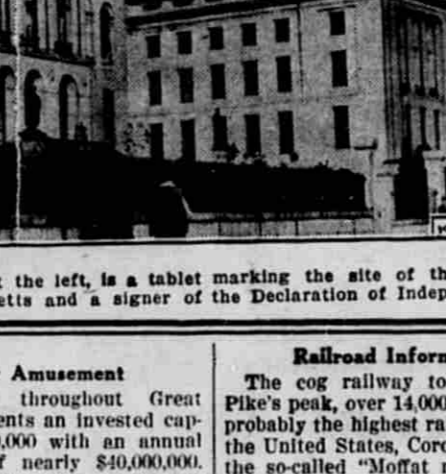 the left, is a tablet marking the site of th
etts and a signer of the Declaration of Indep
Amusement
throughout Great
ents an invested cap-
,000 with an annual
f nearly $40,000,000.
Railroad Inform
The cog railway to
Pike's peak, over 14,000
probably the highest ra
the United States, Cor
the so-called "Moffat